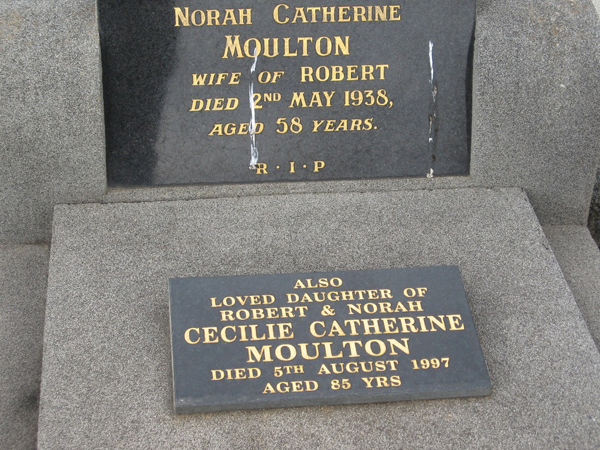 NORAH CATHERINE
MOULTON
WIFE OF ROBERT
DIED 2ND MAY 1938,
AGED 58 YEARS.
R · I · P
ALSO
LOVED DAUGHTER OF
ROBERT & NORAH
CECILIE CATHERINE
MOULTON
DIED 5TH AUGUST 1997
AGED 85 YRS